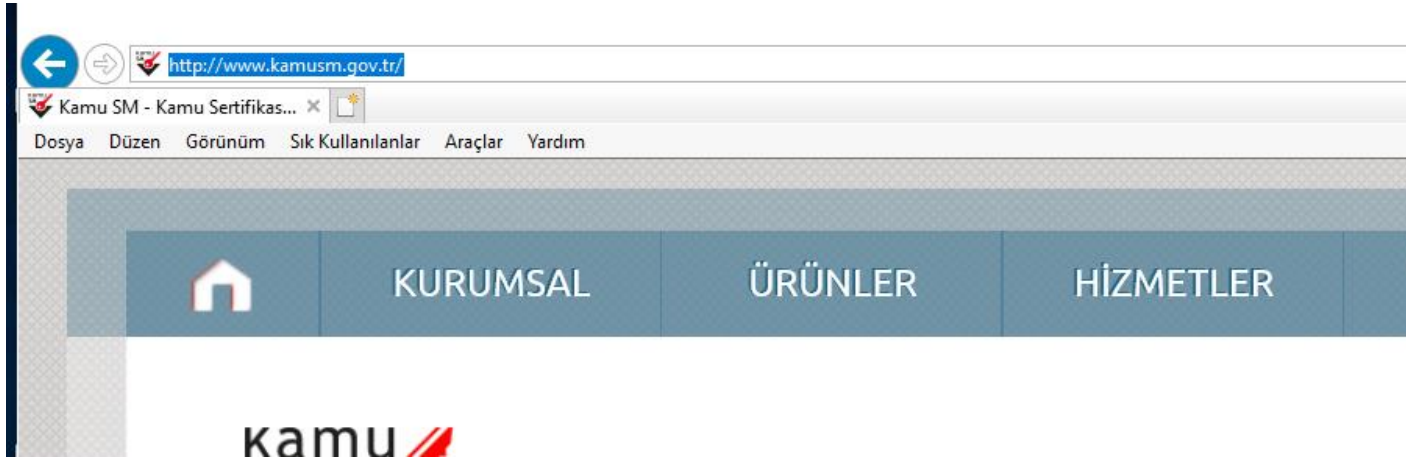 http://www.kamusm.gov.tr/
Kamu SM - Kamu Sertifikas...
Dosya Düzen Görünüm Sık Kullanılanlar Araçlar Yardım
KURUMSAL ÜRÜNLER HİZMETLER
kamu